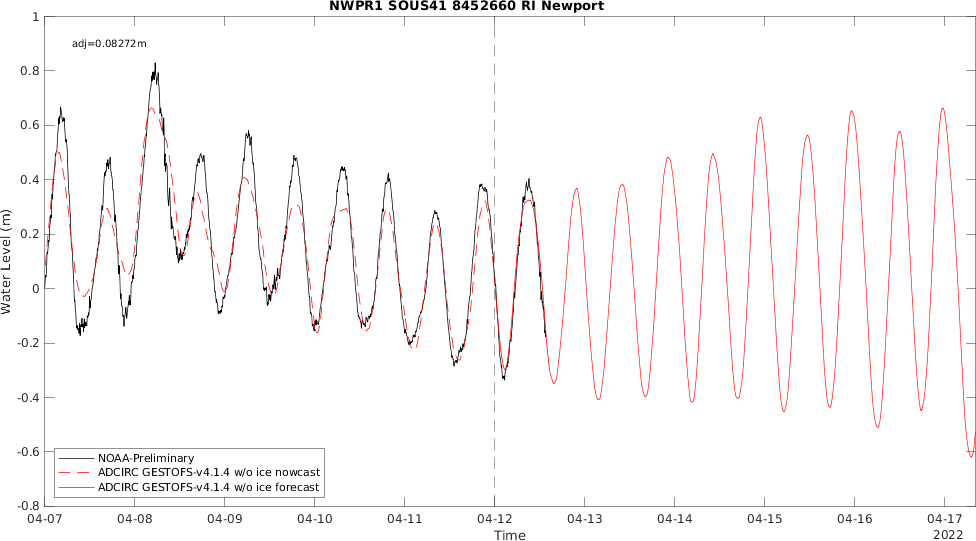 NWPR1 SOUS41 8452660 RI Newport
adj=0.08272m
1
0.8
0.6
0.4
0.2
0
-0.2
-0.4
-0.6
-0.8
Water Level (m)
NOAA-Preliminary
ADCIRC GESTOFS-v4.1.4 w/o ice nowcast
ADCIRC GESTOFS-v4.1.4 w/o ice forecast
04-07 04-08 04-09 04-10 04-11 04-12 04-13 04-14 04-15 04-16 04-17
Time
2022